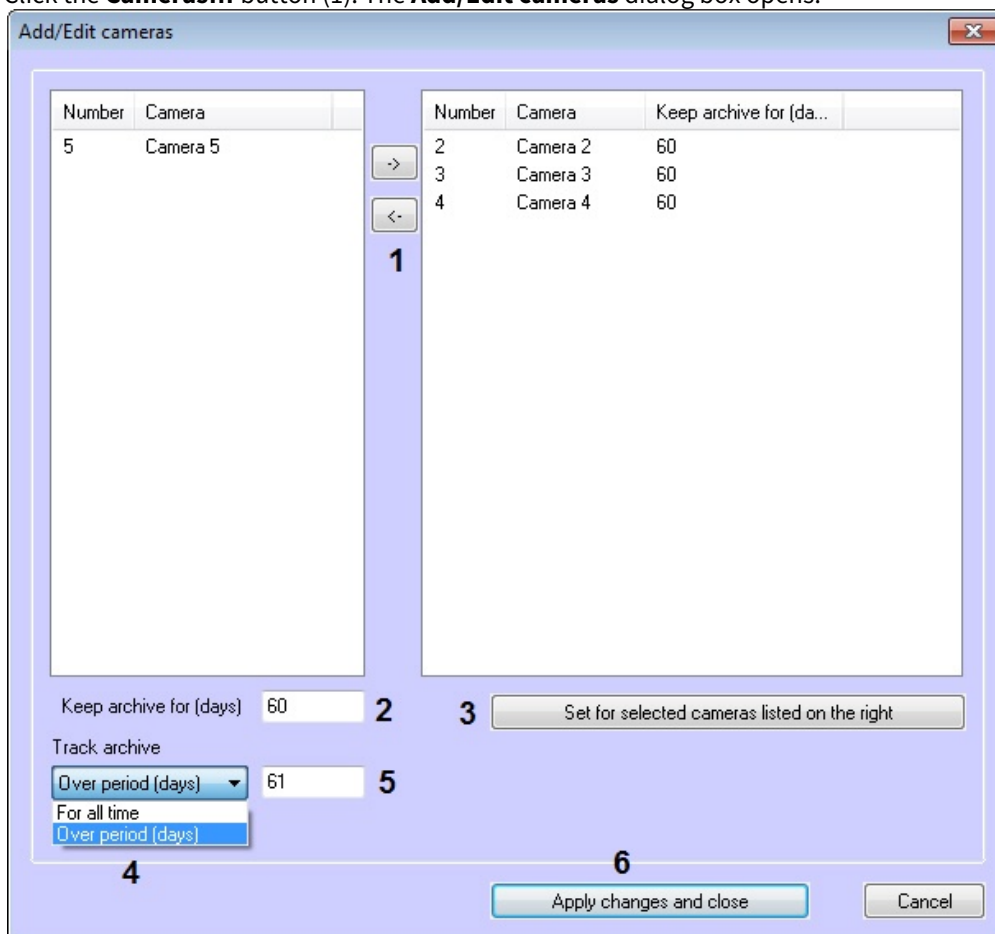 Click the Cameras... button (1). The Add/Edit cameras dialog box opens.
Add/Edit cameras
Number Camera
5 Camera 5
->
<-
1
Number Camera Keep archive for (da...
2 Camera 2 60
3 Camera 3 60
4 Camera 4 60
Keep archive for (days) 60 2
3 Set for selected cameras listed on the right
Track archive
Over period (days) 61 5
For all time
Over period (days)
4
6
Apply changes and close Cancel